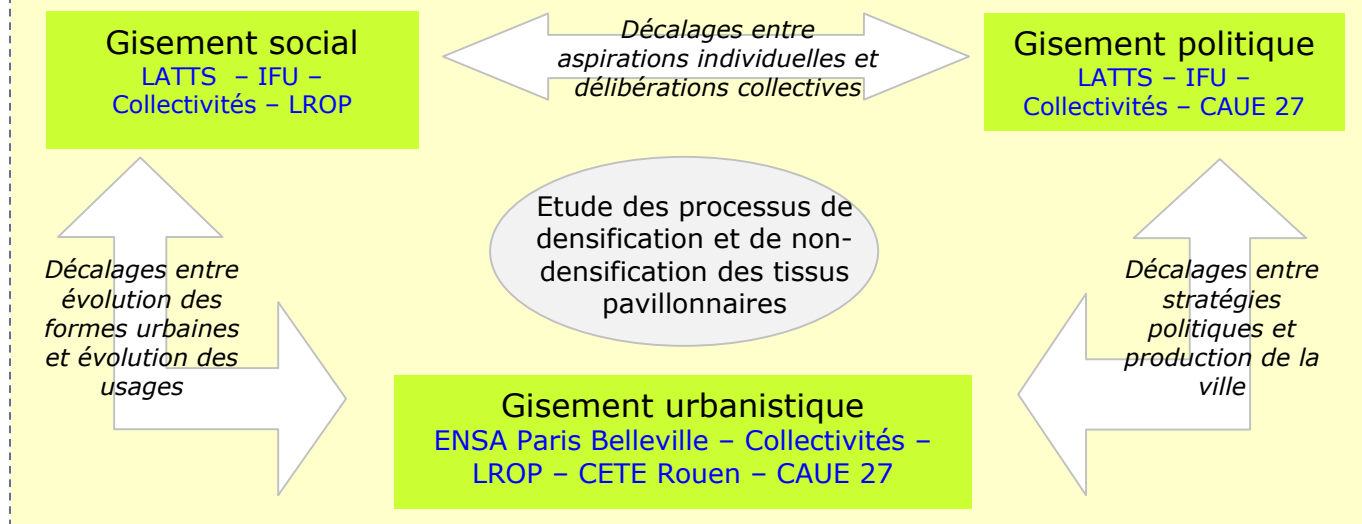 Gisement social
LATTS – IFU –
Collectivités – LROP
Décalages entre
aspirations individuelles et
délibérations collectives
Gisement politique
LATTS – IFU –
Collectivités – CAUE 27
Etude des processus de
densification et de non-
densification des tissus
pavillonnaires
Décalages entre
évolution des
formes urbaines
et évolution des
usages
Décalages entre
stratégies
politiques et
production de la
ville
Gisement urbanistique
ENSA Paris Belleville – Collectivités –
LROP – CETE Rouen – CAUE 27